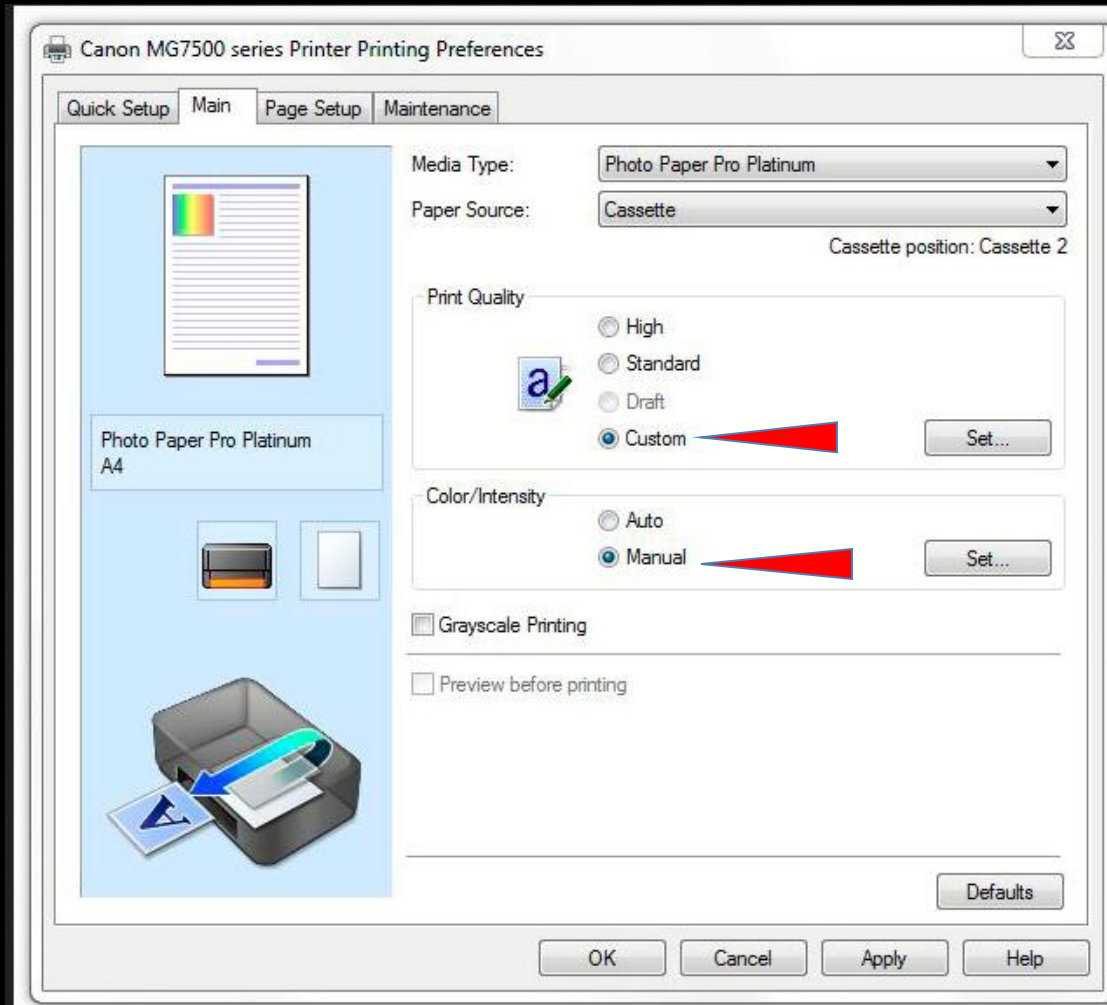 Canon MG7500 series Printer Printing Preferences
Quick Setup Main Page Setup Maintenance
Media Type: Photo Paper Pro Platinum
Paper Source: Cassette
Cassette position: Cassette 2
Print Quality
High
Standard
a
Draft
Custom Set...
Photo Paper Pro Platinum
A4
Color/Intensity
Auto
Manual Set...
Grayscale Printing
Preview before printing
A
Defaults
OK Cancel Apply Help